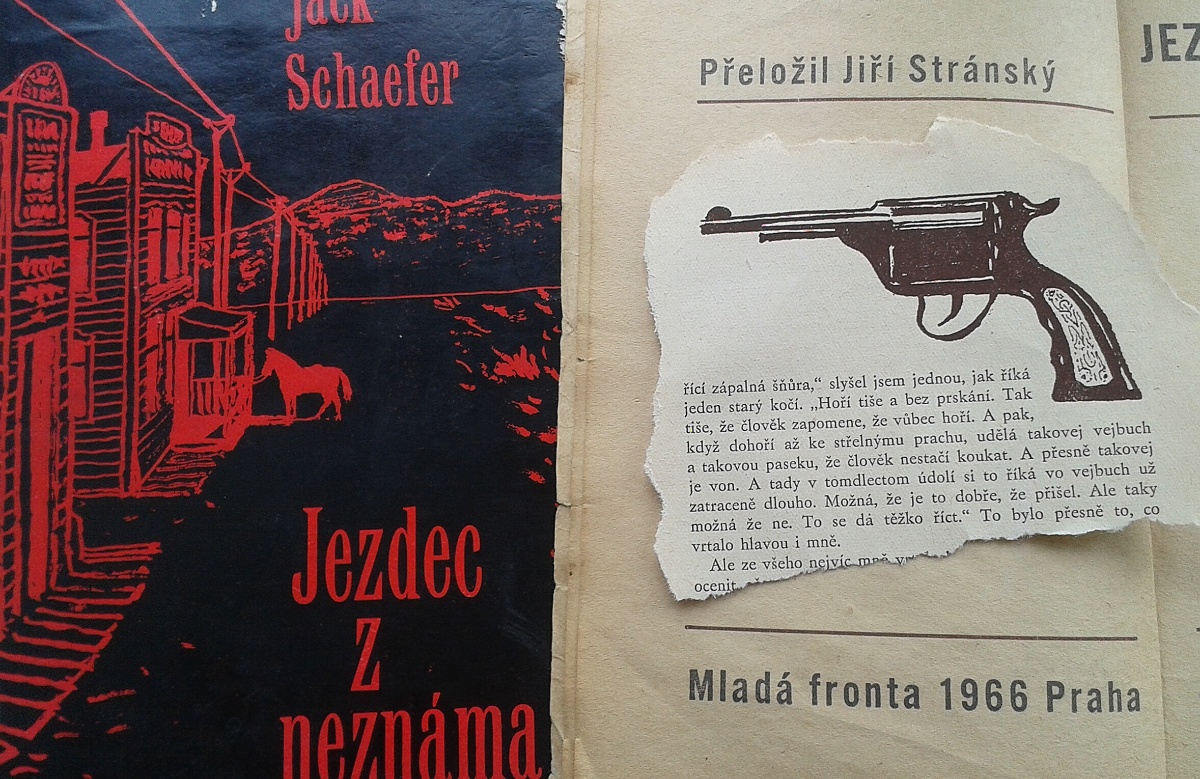 Jack
Schaefer
Jezdec
z
neznáma
Přeložil Jiří Stránský
JEZ
řící zápalná šňůra,“ slyšel jsem jednou, jak říká
jeden starý kočí. „Hoří tiše a bez prskání. Tak
tiše, že člověk zapomene, že vůbec hoří. A pak,
když dohoří až ke střelnému prachu, udělá takovej vejbuch
a takovou paseku, že člověk nestačí koukat. A přesně takovej
je von. A tady v tomdlectom údolí si to říká vo vejbuch už
zatraceně dlouho. Možná, že je to dobře, že přišel. Ale taky
možná že ne. To se dá těžko říct.“ To bylo přesně to, co
vrtalo hlavou i mně.
Ale ze všeho nejvíc mně
ocenit
Mladá fronta 1966 Praha